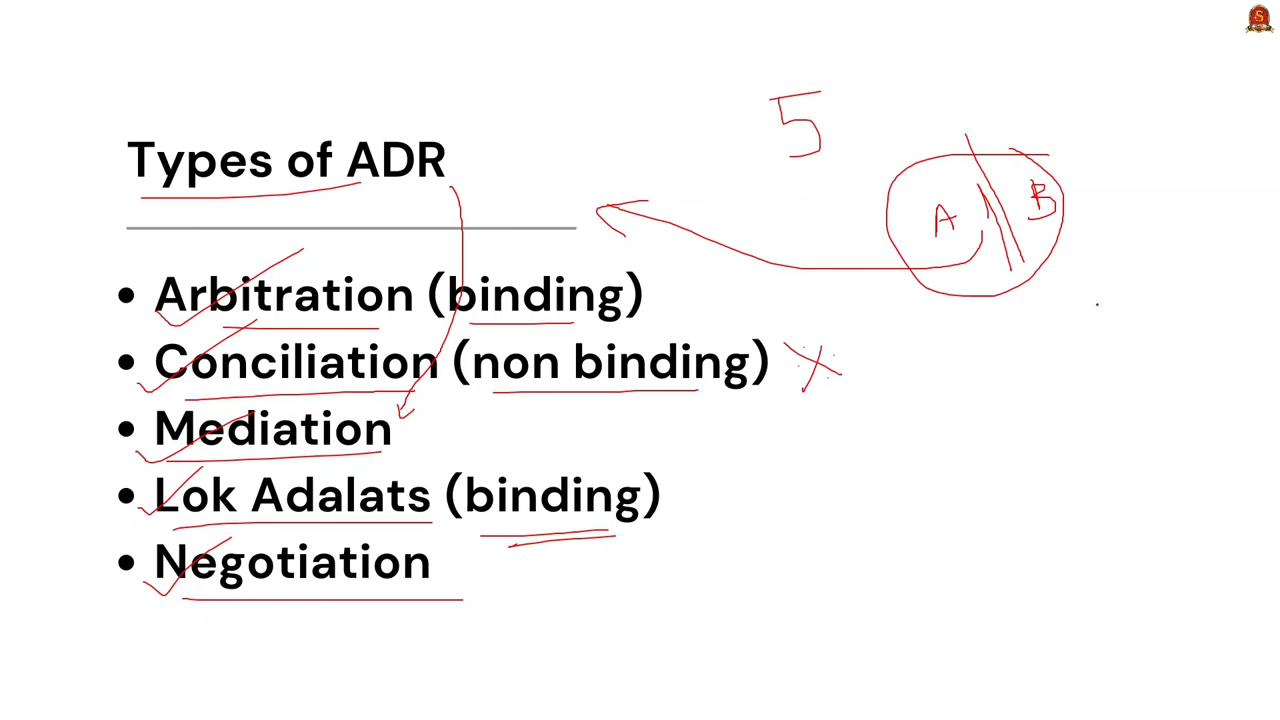 5
Types of ADR
A B
• Arbitration (binding)
• Conciliation (non binding) X
• Mediation
• Lok Adalats (binding)
• Negotiation